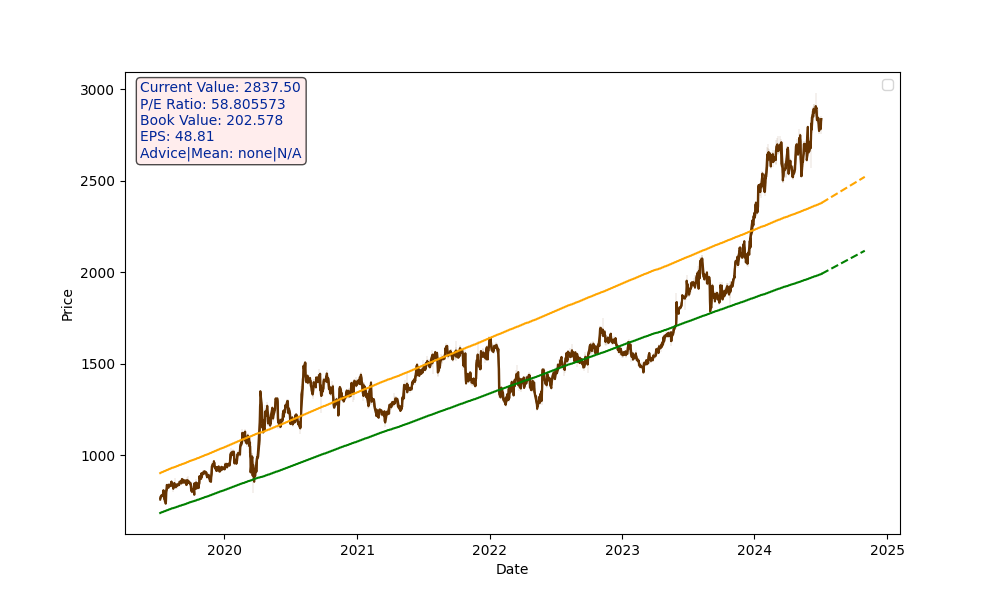 Current Value: 2837.50
P/E Ratio: 58.805573
Book Value: 202.578
EPS: 48.81
Advice|Mean: none|N/A
3000
2500
2000
1500
1000
Price
2020 2021 2022 2023 2024 2025
Date